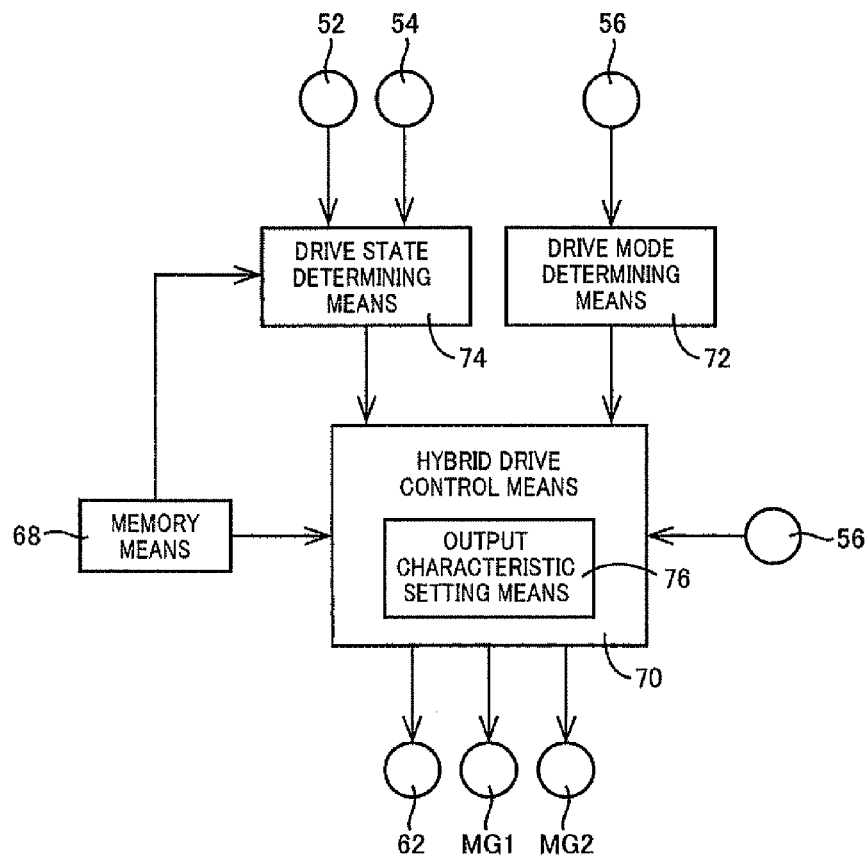 52
54
56
DRIVE STATE
DETERMINING
MEANS
DRIVE MODE
DETERMINING
MEANS
74
72
HYBRID DRIVE
CONTROL MEANS
68
MEMORY
MEANS
OUTPUT
CHARACTERISTIC
SETTING MEANS
76
56
70
62
MG1
MG2